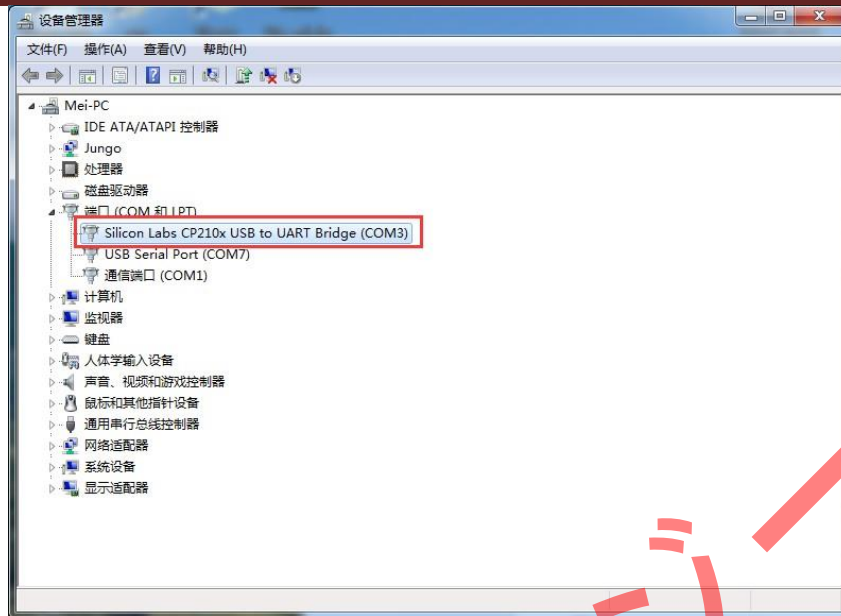 设备管理器
文件(F) 操作(A) 查看(V) 帮助(H)
Mei-PC
IDE ATA/ATAPI 控制器
Jungo
处理器
磁盘驱动器
端口 (COM 和 LPT)
Silicon Labs CP210x USB to UART Bridge (COM3)
USB Serial Port (COM7)
通信端口 (COM1)
计算机
监视器
键盘
人体学输入设备
声音、视频和游戏控制器
鼠标和其他指针设备
通用串行总线控制器
网络适配器
系统设备
显示适配器